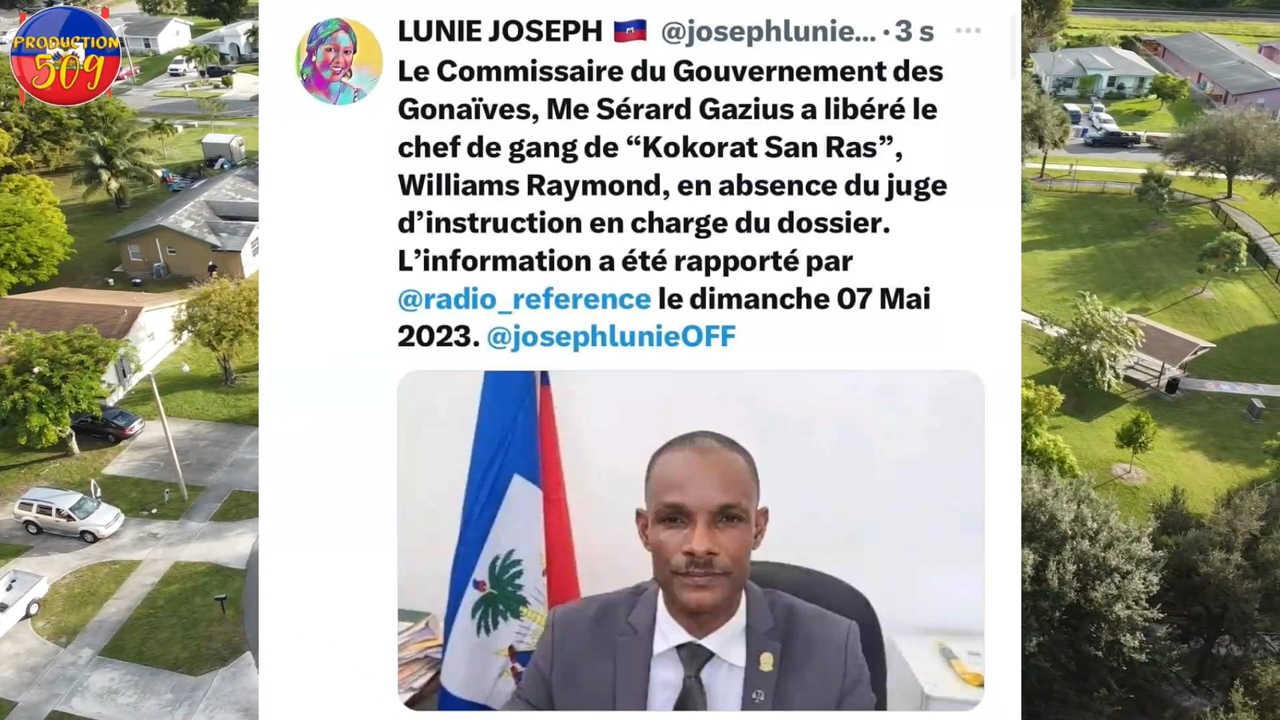 PRODUCTION
509
LUNIE JOSEPH 🇭🇹 @josephlunie... · 3 s ...
Le Commissaire du Gouvernement des
Gonaïves, Me Sérard Gazius a libéré le
chef de gang de “Kokorat San Ras”,
Williams Raymond, en absence du juge
d’instruction en charge du dossier.
L’information a été rapporté par
@radio_reference le dimanche 07 Mai
2023. @josephlunieOFF